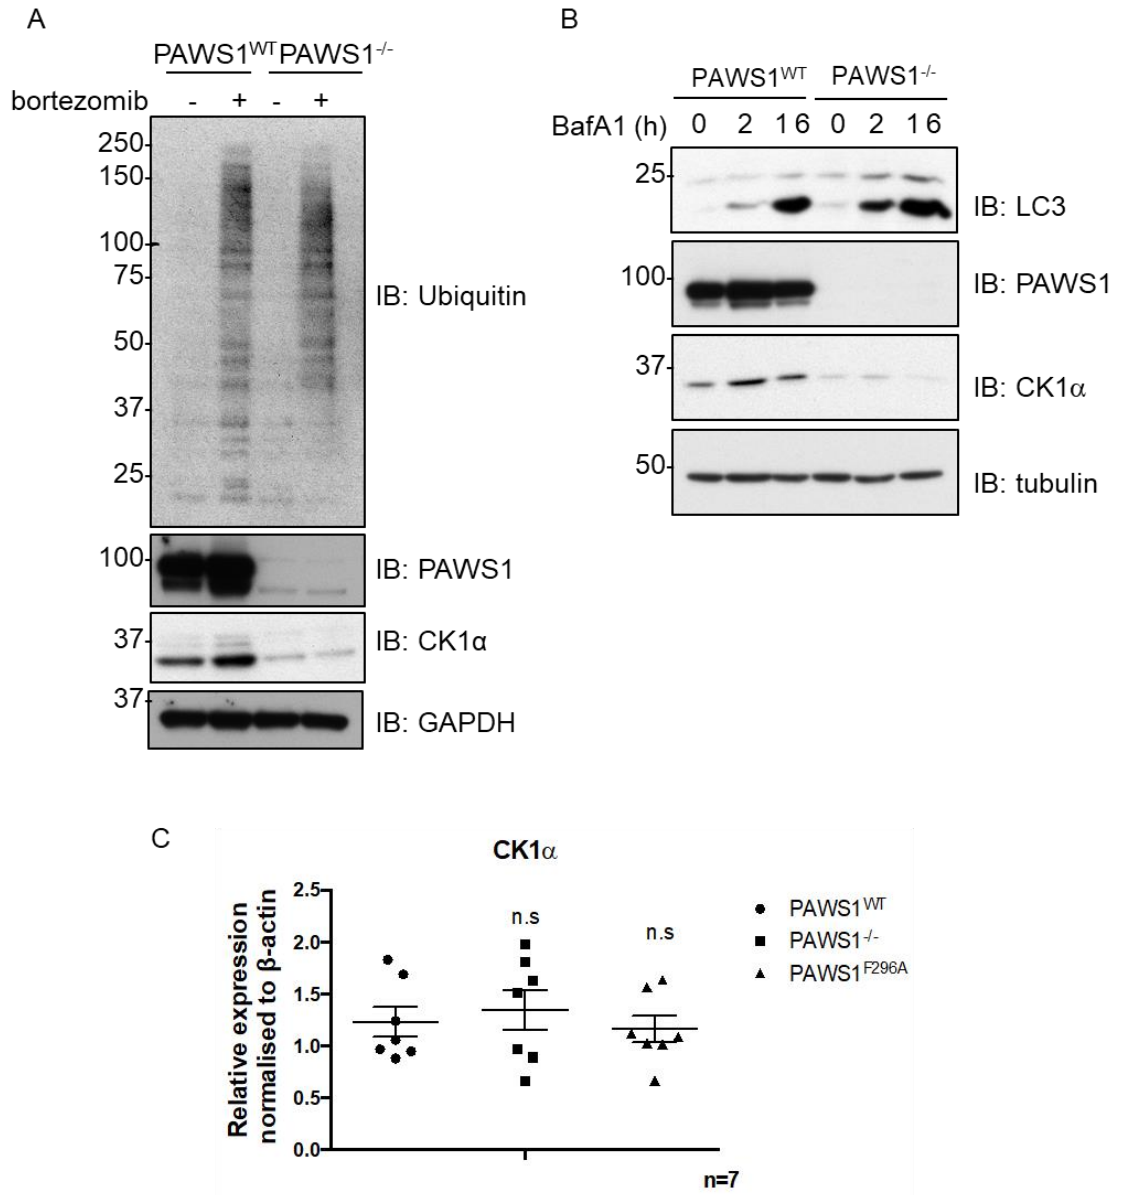 A
PAWS1WT PAWS1-/-
bortezomib - + - +
250
150
100
75
50
37
25
IB: Ubiquitin
100
IB: PAWS1
37
IB: CK1α
37
IB: GAPDH
B
PAWS1WT PAWS1-/-
BafA1 (h) 0 2 16 0 2 16
25
IB: LC3
100
IB: PAWS1
37
IB: CK1α
50
IB: tubulin
C
CK1α
Relative expression
normalised to β-actin
2.5
2.0
1.5
1.0
0.5
0.0
n.s
n.s
PAWS1WT
PAWS1-/-
PAWS1F296A
n=7